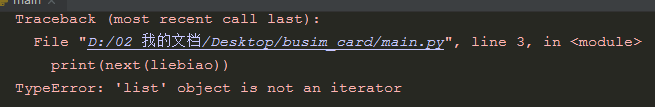 main
Traceback (most recent call last):
File "D:/02 我的文档/Desktop/busim_card/main.py", line 3, in <module>
print(next(liebiao))
TypeError: 'list' object is not an iterator